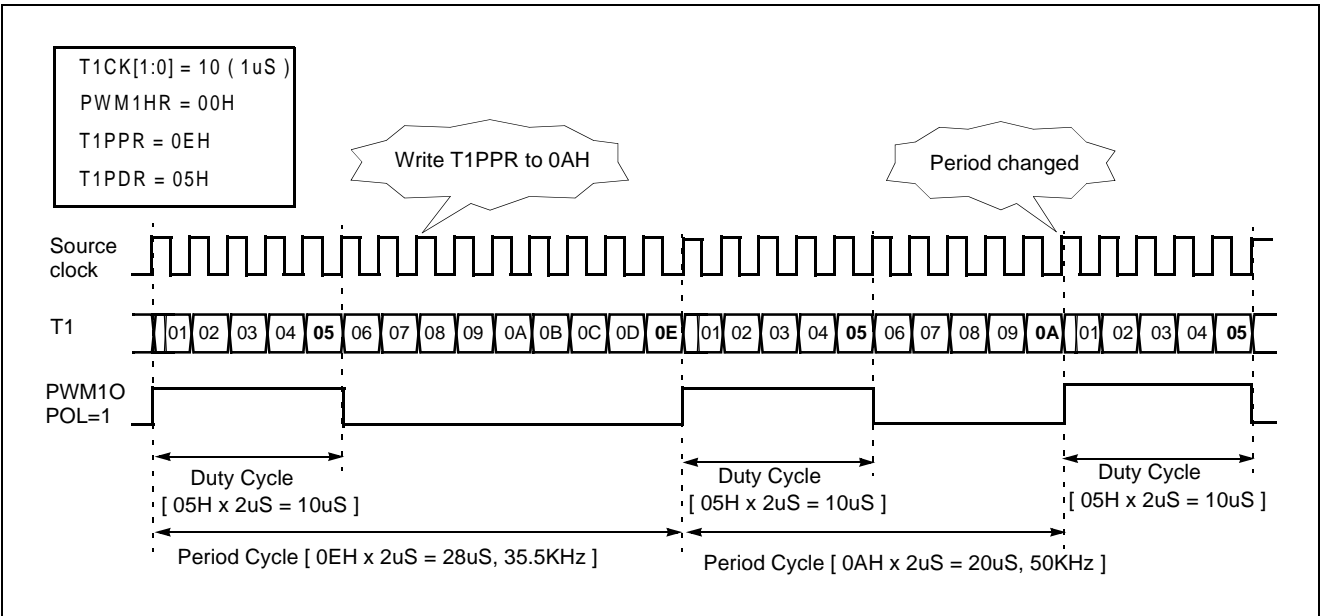 T1CK[1:0] = 10 ( 1uS )
PWM1HR = 00H
T1PPR = 0EH
T1PDR = 05H
Write T1PPR to 0AH
Period changed
Source
clock
T1
01 02 03 04 05 06 07 08 09 0A 0B 0C 0D 0E 01 02 03 04 05 06 07 08 09 0A 01 02 03 04 05
PWM1O
POL=1
Duty Cycle
[ 05H x 2uS = 10uS ]
Duty Cycle
[ 05H x 2uS = 10uS ]
Duty Cycle
[ 05H x 2uS = 10uS ]
Period Cycle [ 0EH x 2uS = 28uS, 35.5KHz ]
Period Cycle [ 0AH x 2uS = 20uS, 50KHz ]